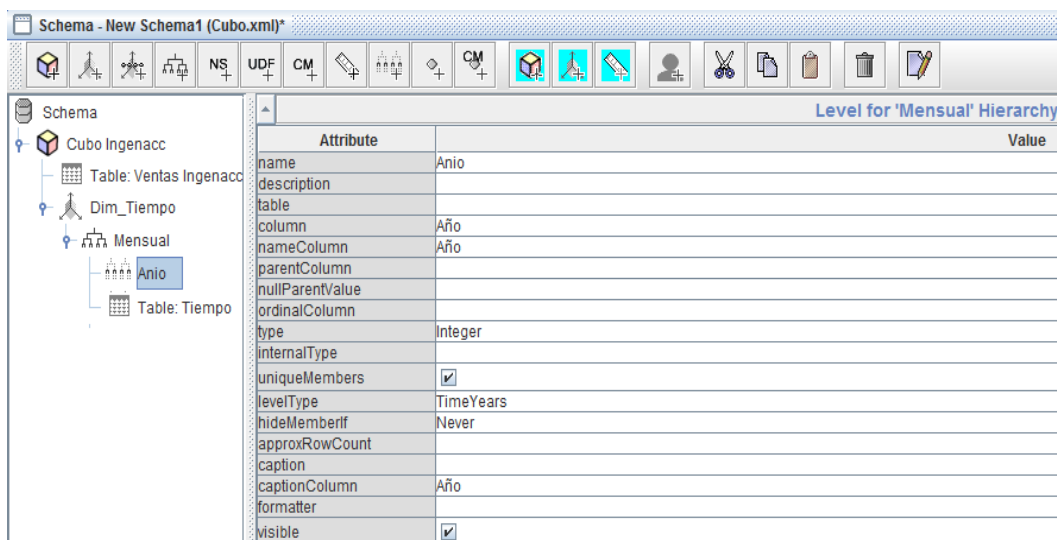 Schema - New Schema1 (Cubo.xml)*
NS UDF CM CM
Schema
Cubo Ingenacc
Table: Ventas Ingenacc
Dim_Tiempo
Mensual
Anio
Table: Tiempo
Level for 'Mensual' Hierarchy
Attribute Value
name Anio
description
table
column Año
nameColumn Año
parentColumn
nullParentValue
ordinalColumn
type Integer
internalType
uniqueMembers
levelType TimeYears
hideMemberIf Never
approxRowCount
caption
captionColumn Año
formatter
visible